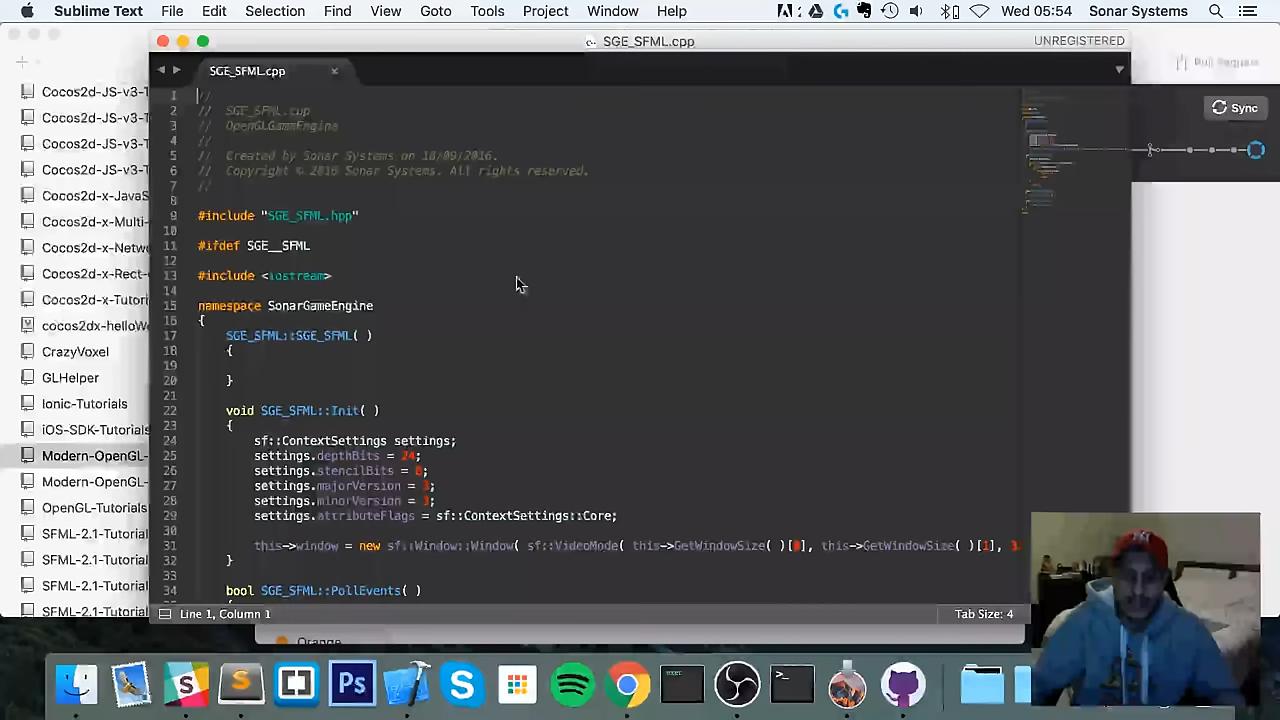 Sublime Text File Edit Selection Find View Goto Tools Project Window Help Wed 05:54 Sonar Systems
SGE_SFML.cpp UNREGISTERED
SGE_SFML.cpp
Pull Request
Sync
Cocos2d-JS-v3-T
Cocos2d-JS-v3-T
Cocos2d-JS-v3-T
Cocos2d-JS-v3-T
Cocos2d-x-JavaS
Cocos2d-x-Multi-
Cocos2d-x-Netw
Cocos2d-x-Rect-
Cocos2d-x-Tutori
cocos2dx-helloW
CrazyVoxel
GLHelper
Ionic-Tutorials
iOS-SDK-Tutorials
Modern-OpenGL-
Modern-OpenGL-
OpenGL-Tutorials
SFML-2.1-Tutorial
SFML-2.1-Tutorial
SFML-2.1-Tutorial
SFML-2.1-Tutorial
1 //
2 // SGE_SFML.cpp
3 // OpenGLGameEngine
4 //
5 // Created by Sonar Systems on 18/09/2016.
6 // Copyright © 2016 Sonar Systems. All rights reserved.
7 //
8
9 #include "SGE_SFML.hpp"
10
11 #ifdef SGE__SFML
12
13 #include <iostream>
14
15 namespace SonarGameEngine
16 {
17 SGE_SFML::SGE_SFML( )
18 {
19
20 }
21
22 void SGE_SFML::Init( )
23 {
24 sf::ContextSettings settings;
25 settings.depthBits = 24;
26 settings.stencilBits = 8;
27 settings.majorVersion = 3;
28 settings.minorVersion = 3;
29 settings.attributeFlags = sf::ContextSettings::Core;
30
31 this->window = new sf::Window::Window( sf::VideoMode( this->GetWindowSize( )[0], this->GetWindowSize( )[1], 3
32 }
33
34 bool SGE_SFML::PollEvents( )
Line 1, Column 1 Tab Size: 4
Orange